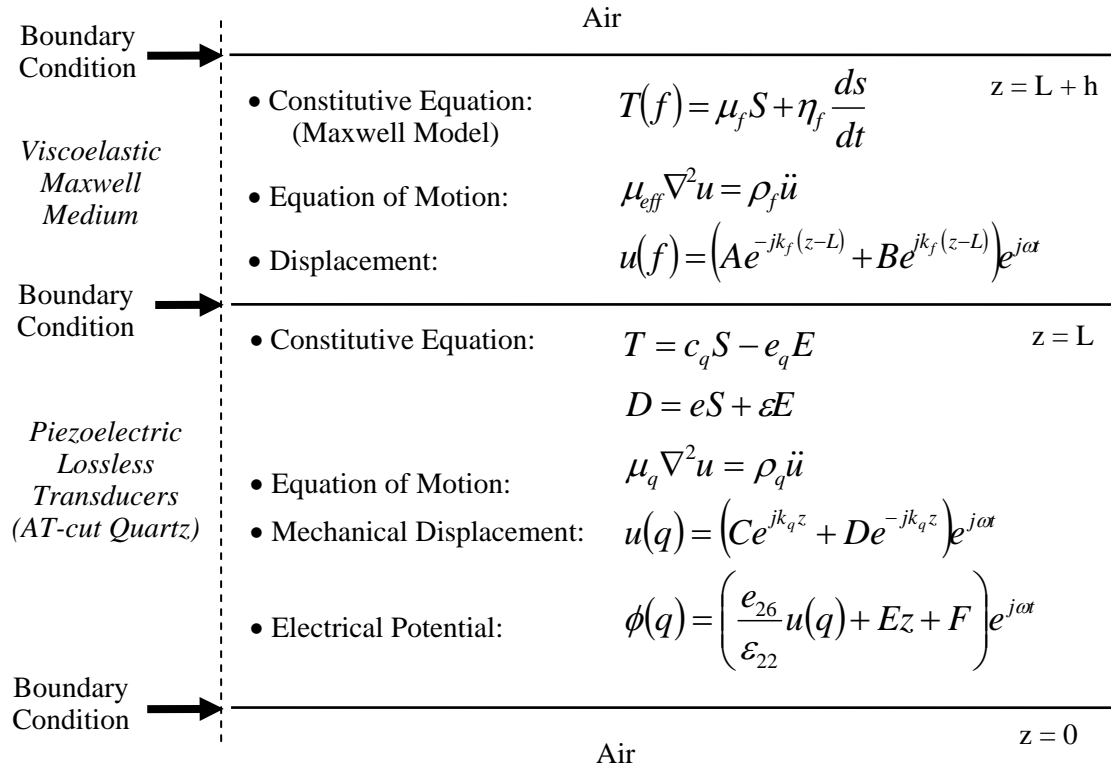 Air
Boundary
Condition
z = L + h
• Constitutive Equation:
(Maxwell Model)
T(f) = μ_f S + η_f ds/dt
Viscoelastic
Maxwell
Medium
• Equation of Motion:
μ_eff ∇²u = ρ_f ü
• Displacement:
u(f) = (Ae^{-jk_f(z-L)} + Be^{jk_f(z-L)})e^{jωt}
Boundary
Condition
• Constitutive Equation:
T = c_q S − e_q E
z = L
D = eS + εE
Piezoelectric
Lossless
Transducers
(AT-cut Quartz)
μ_q ∇²u = ρ_q ü
• Equation of Motion:
• Mechanical Displacement:
u(q) = (Ce^{jk_q z} + De^{-jk_q z})e^{jωt}
• Electrical Potential:
φ(q) = (e_26/ε_22 u(q) + Ez + F)e^{jωt}
Boundary
Condition
z = 0
Air